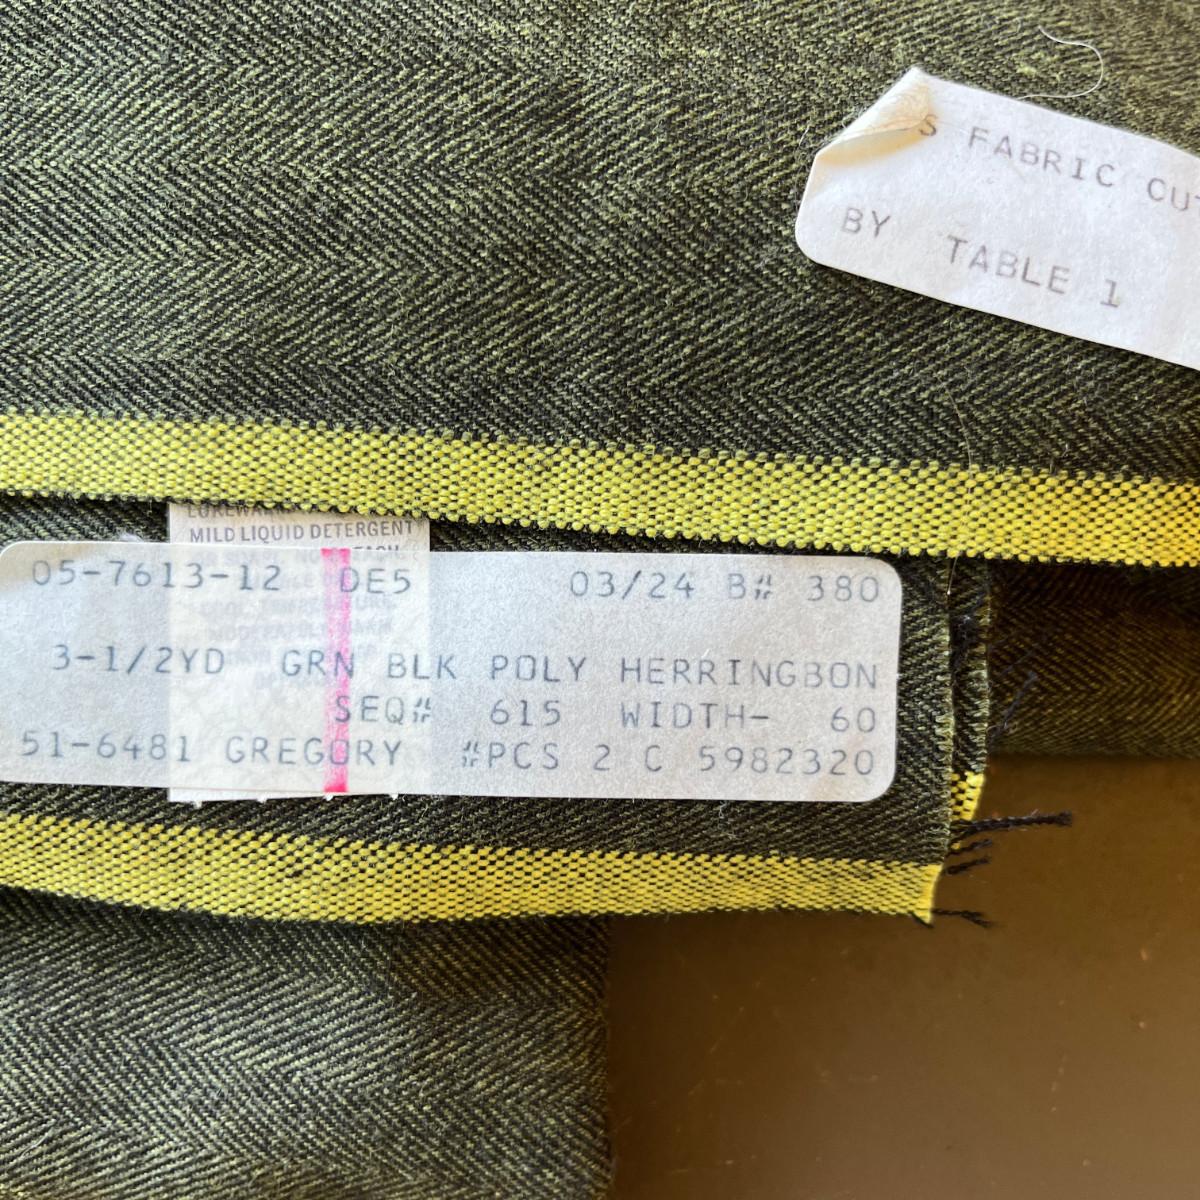 S FABRIC CUT
BY TABLE 1
MILD LIQUID DETERGENT
05-7613-12 DE5 03/24 B# 380
3-1/2YD GRN BLK POLY HERRINGBON
SEQ# 615 WIDTH- 60
51-6481 GREGORY #PCS 2 C 5982320